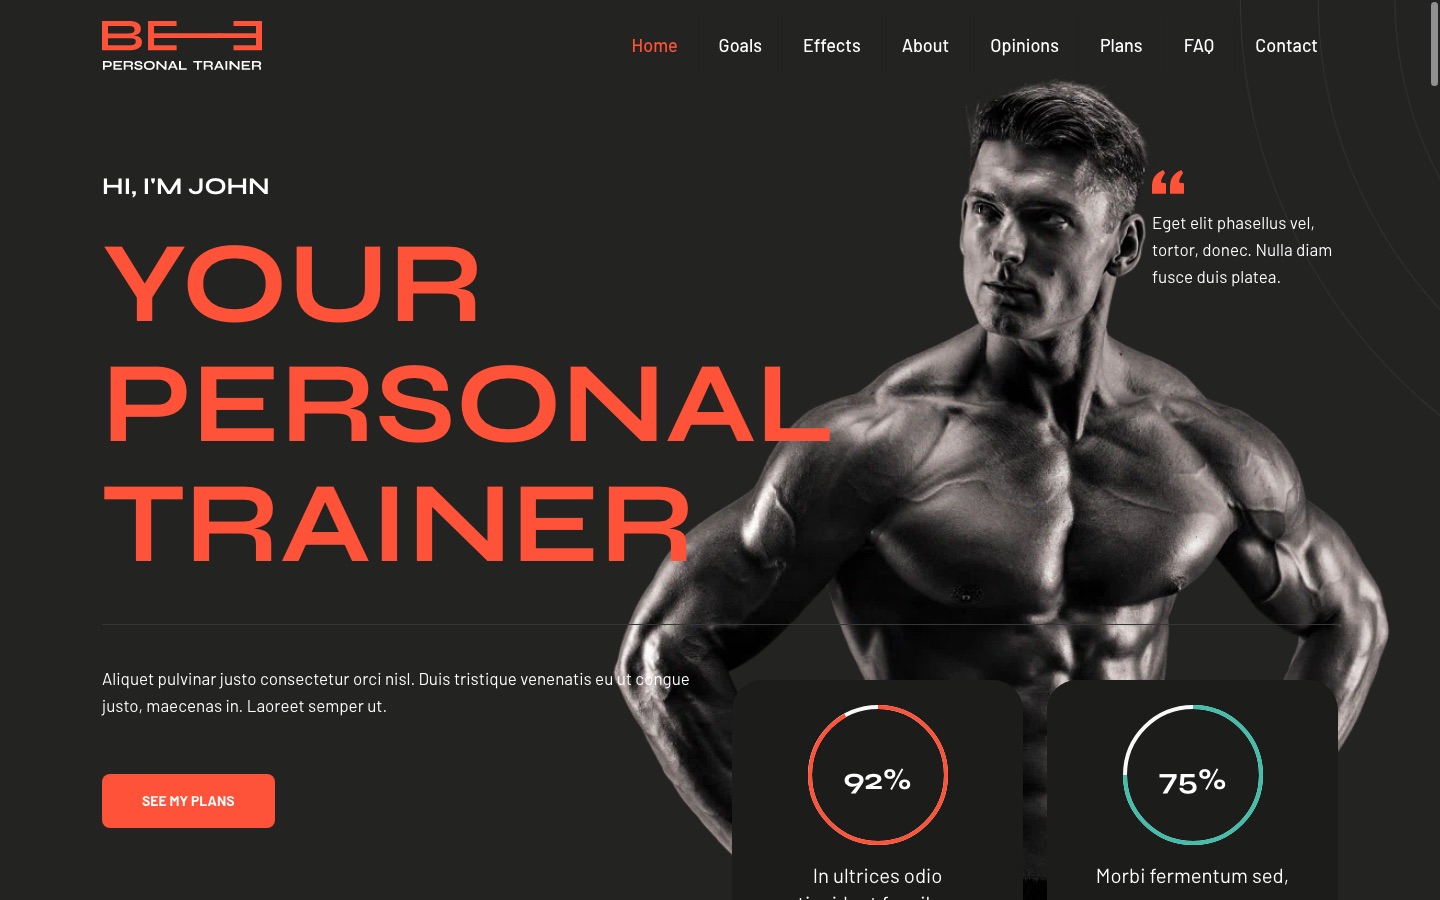 BE
PERSONAL TRAINER
Home Goals Effects About Opinions Plans FAQ Contact
HI, I'M JOHN
YOUR
PERSONAL
TRAINER
“
Eget elit phasellus vel,
tortor, donec. Nulla diam
fusce duis platea.
Aliquet pulvinar justo consectetur orci nisl. Duis tristique venenatis eu ut congue
justo, maecenas in. Laoreet semper ut.
SEE MY PLANS
92%
In ultrices odio
75%
Morbi fermentum sed,